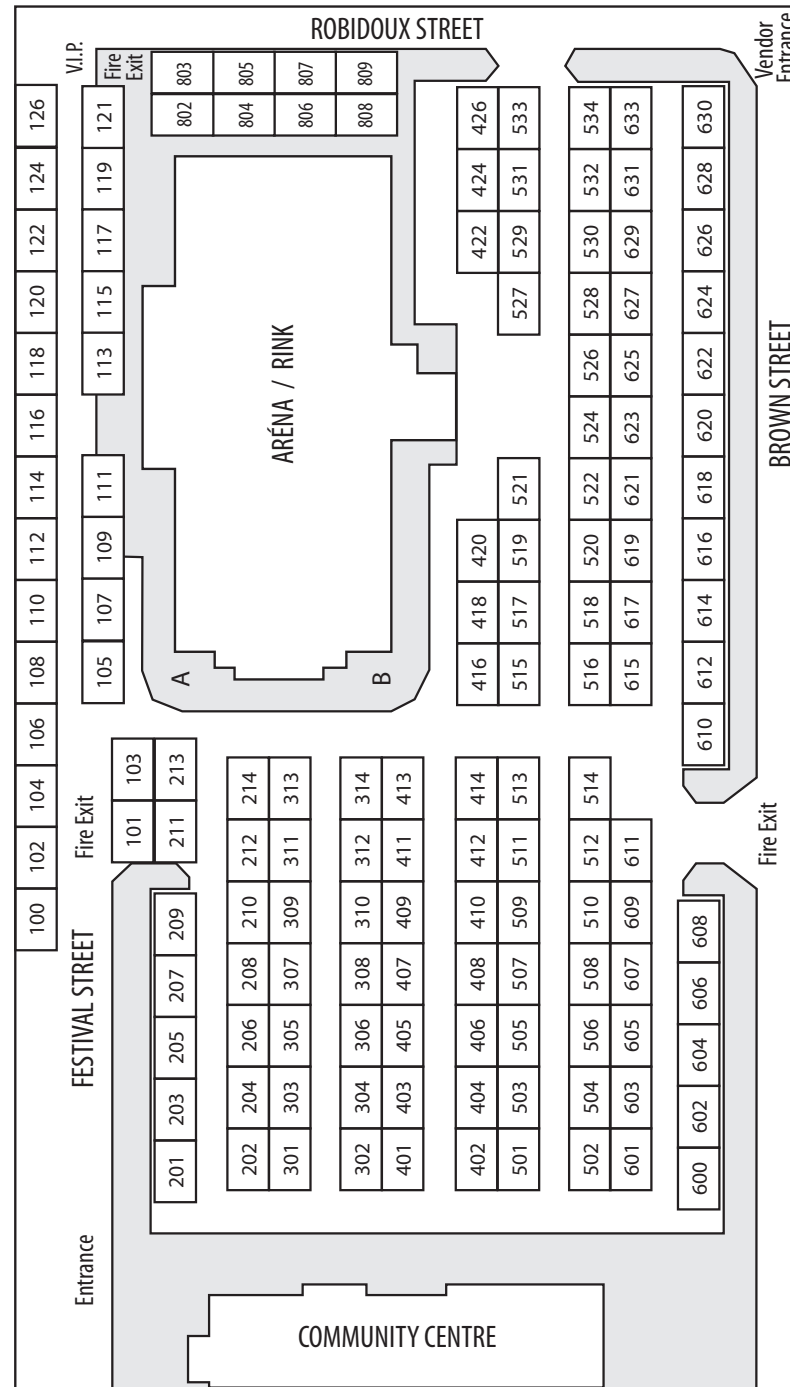 ROBIDOUX STREET
V.I.P.
Fire
Exit
803 805 807 809
802 804 806 808
Vendor
Entrance
126 121 426 533 534 633 630
124 119 424 531 532 631 628
122 117 422 529 530 629 626
120 115 527 528 627 624
118 113 526 625 622
116 524 623 620
114 111 521 522 621 618
112 109 420 519 520 619 616
110 107 418 517 518 617 614
108 105 416 515 516 615 612
ARÉNA / RINK
BROWN STREET
A
B
106 103 213 610
104 214 313 314 413 414 513 514
102 101 211 212 311 312 411 412 511 512 611
Fire Exit
Fire Exit
100 209 210 309 310 409 410 509 510 609 608
207 208 307 308 407 408 507 508 607 606
205 206 305 306 405 406 505 506 605 604
203 204 303 304 403 404 503 504 603 602
201 202 301 302 401 402 501 502 601 600
FESTIVAL STREET
Entrance
COMMUNITY CENTRE